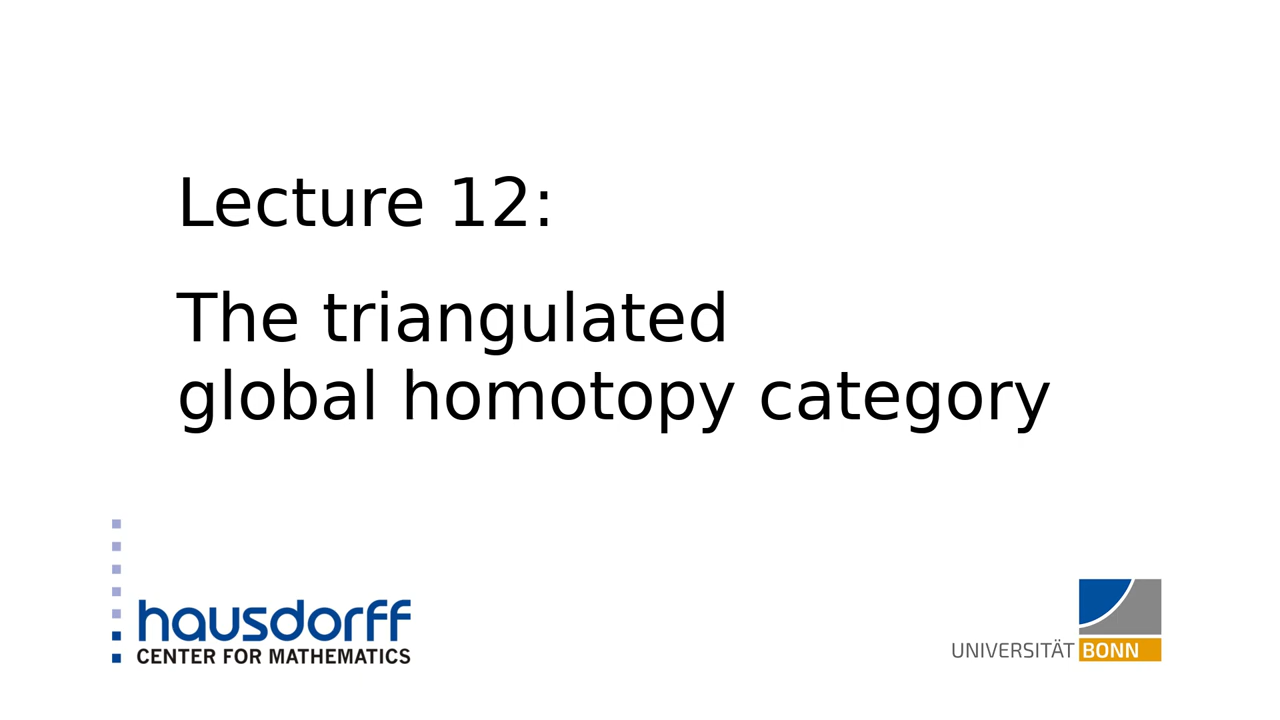 Lecture 12:
The triangulated
global homotopy category
hausdorff
CENTER FOR MATHEMATICS
UNIVERSITÄT BONN